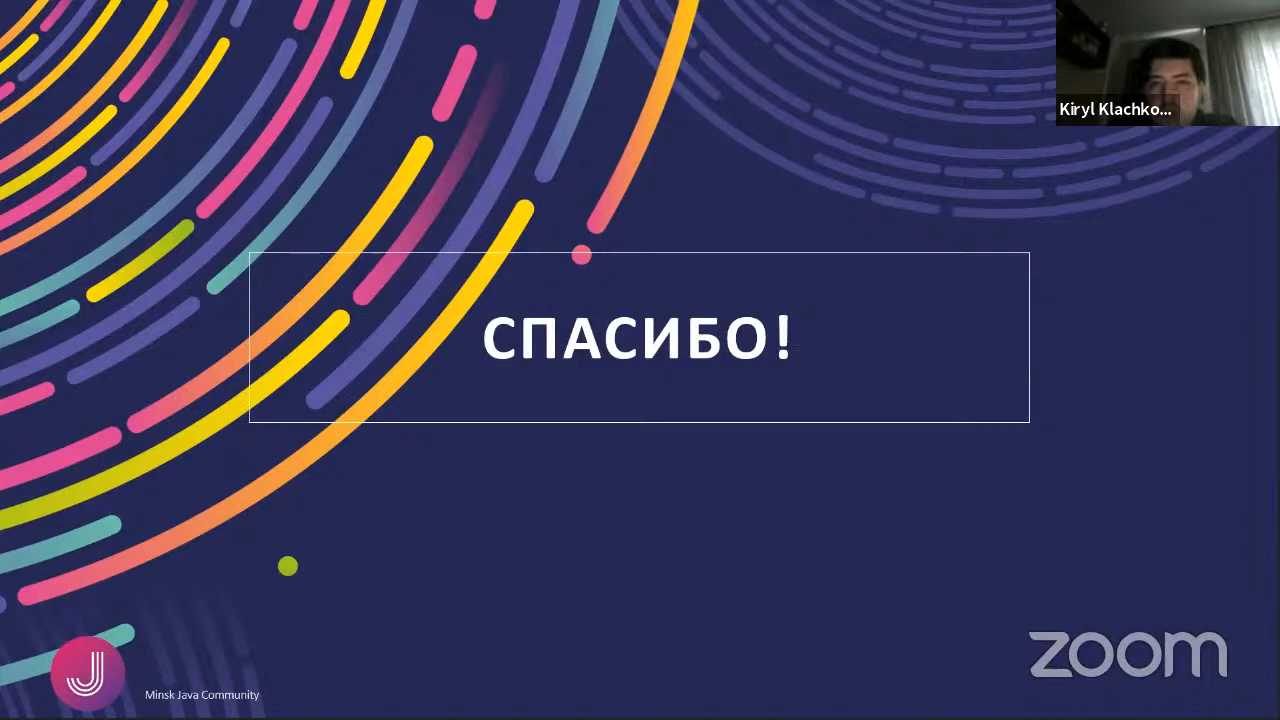 Kiryl Klachko...
СПАСИБО!
zoom
J
Minsk Java Community